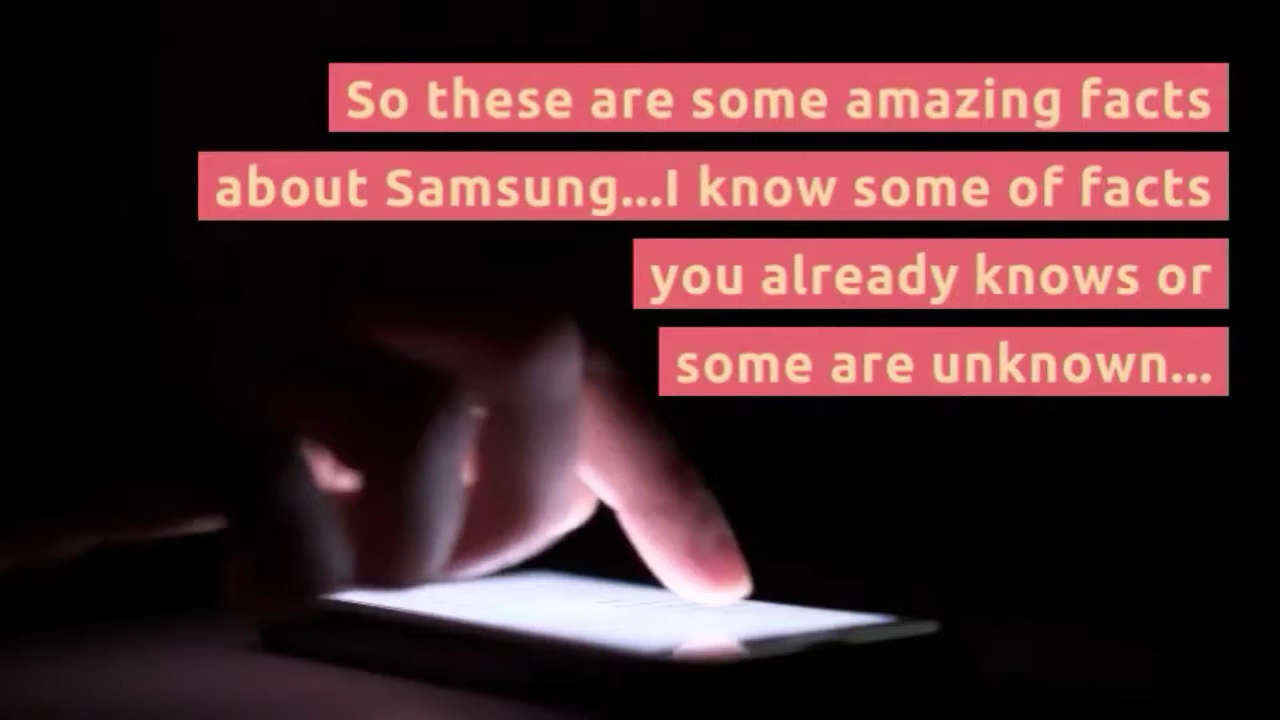 So these are some amazing facts
about Samsung...I know some of facts
you already knows or
some are unknown...